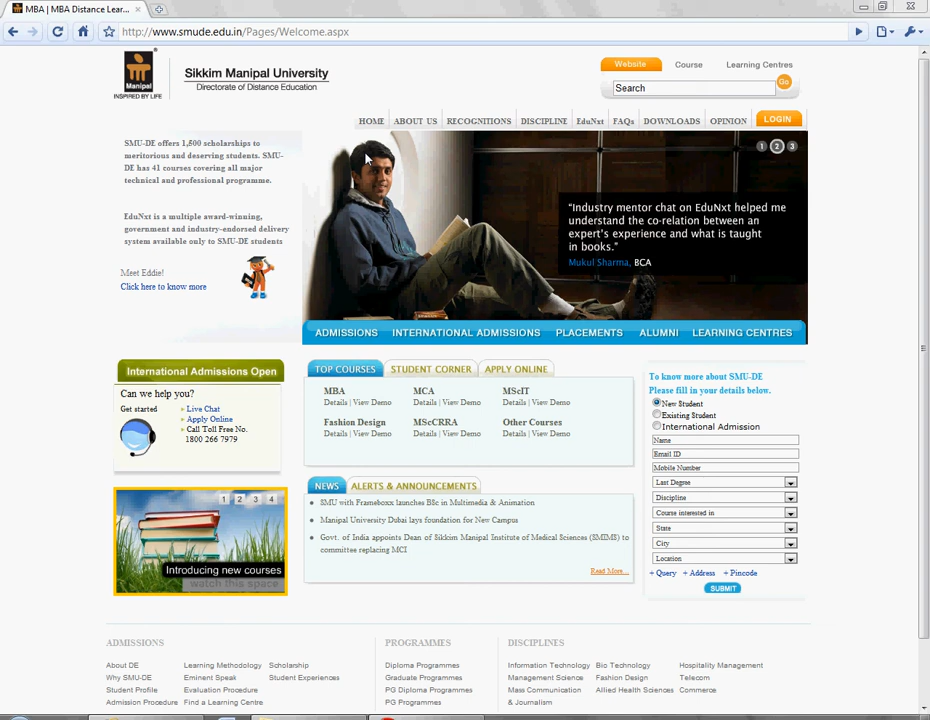 MBA | MBA Distance Lear...
http://www.smude.edu.in/Pages/Welcome.aspx
Manipal
INSPIRED BY LIFE
Sikkim Manipal University
Directorate of Distance Education
Website Course Learning Centres
Search Go
HOME ABOUT US RECOGNITIONS DISCIPLINE EduNxt FAQs DOWNLOADS OPINION LOGIN
SMU-DE offers 1,500 scholarships to
meritorious and deserving students. SMU-
DE has 41 courses covering all major
technical and professional programme.
EduNxt is a multiple award-winning,
government and industry-endorsed delivery
system available only to SMU-DE students
Meet Eddie!
Click here to know more
1 2 3
“Industry mentor chat on EduNxt helped me
understand the co-relation between an
expert's experience and what is taught
in books.”
Mukul Sharma, BCA
ADMISSIONS INTERNATIONAL ADMISSIONS PLACEMENTS ALUMNI LEARNING CENTRES
International Admissions Open
Can we help you?
Get started
Live Chat
Apply Online
Call Toll Free No.
1800 266 7979
1 2 3 4
Introducing new courses
watch this space
TOP COURSES STUDENT CORNER APPLY ONLINE
MBA MCA MScIT
Details | View Demo Details | View Demo Details | View Demo
Fashion Design MScCRRA Other Courses
Details | View Demo Details | View Demo Details | View Demo
NEWS ALERTS & ANNOUNCEMENTS
SMU with Frameboxx launches BSc in Multimedia & Animation
Manipal University Dubai lays foundation for New Campus
Govt. of India appoints Dean of Sikkim Manipal Institute of Medical Sciences (SMIMS) to
committee replacing MCI
Read More...
To know more about SMU-DE
Please fill in your details below.
New Student
Existing Student
International Admission
Name
Email ID
Mobile Number
Last Degree
Discipline
Course interested in
State
City
Location
+ Query + Address + Pincode
SUBMIT
ADMISSIONS PROGRAMMES DISCIPLINES
About DE Learning Methodology Scholarship Diploma Programmes Information Technology Bio Technology Hospitality Management
Why SMU-DE Eminent Speak Student Experiences Graduate Programmes Management Science Fashion Design Telecom
Student Profile Evaluation Procedure PG Diploma Programmes Mass Communication Allied Health Sciences Commerce
Admission Procedure Find a Learning Centre PG Programmes & Journalism